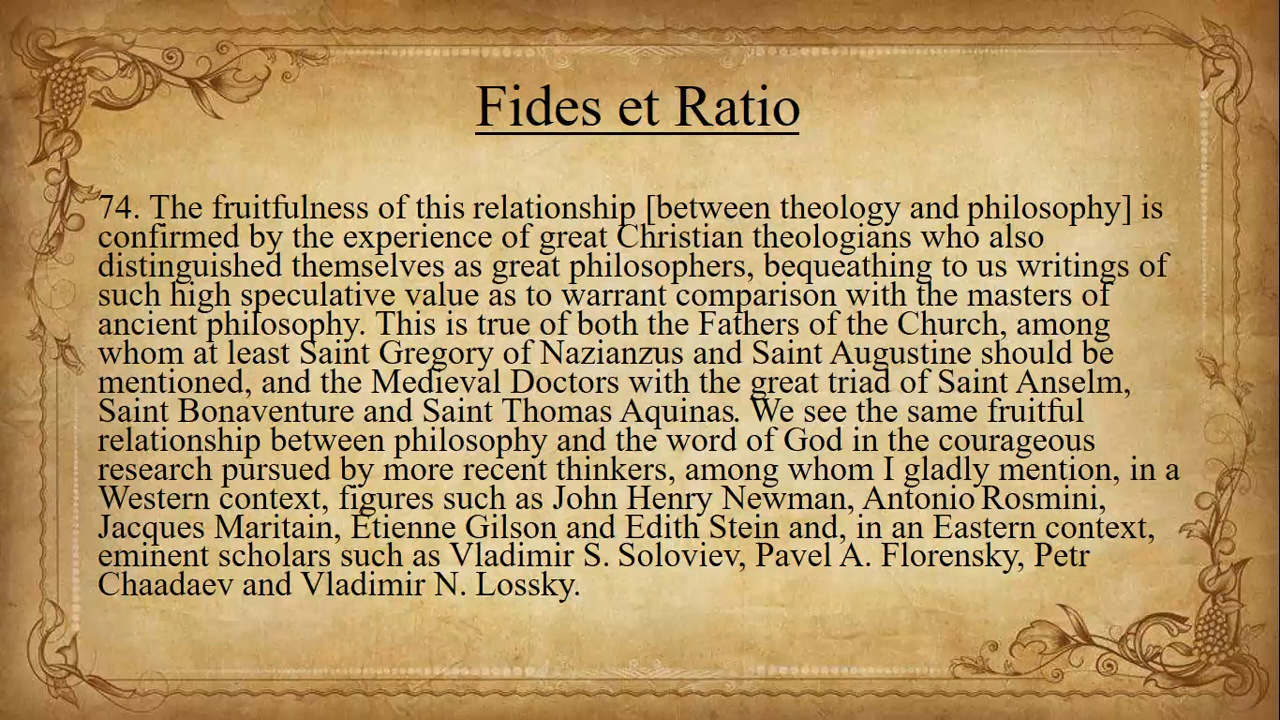 Fides et Ratio
74. The fruitfulness of this relationship [between theology and philosophy] is
confirmed by the experience of great Christian theologians who also
distinguished themselves as great philosophers, bequeathing to us writings of
such high speculative value as to warrant comparison with the masters of
ancient philosophy. This is true of both the Fathers of the Church, among
whom at least Saint Gregory of Nazianzus and Saint Augustine should be
mentioned, and the Medieval Doctors with the great triad of Saint Anselm,
Saint Bonaventure and Saint Thomas Aquinas. We see the same fruitful
relationship between philosophy and the word of God in the courageous
research pursued by more recent thinkers, among whom I gladly mention, in a
Western context, figures such as John Henry Newman, Antonio Rosmini,
Jacques Maritain, Étienne Gilson and Edith Stein and, in an Eastern context,
eminent scholars such as Vladimir S. Soloviev, Pavel A. Florensky, Petr
Chaadaev and Vladimir N. Lossky.